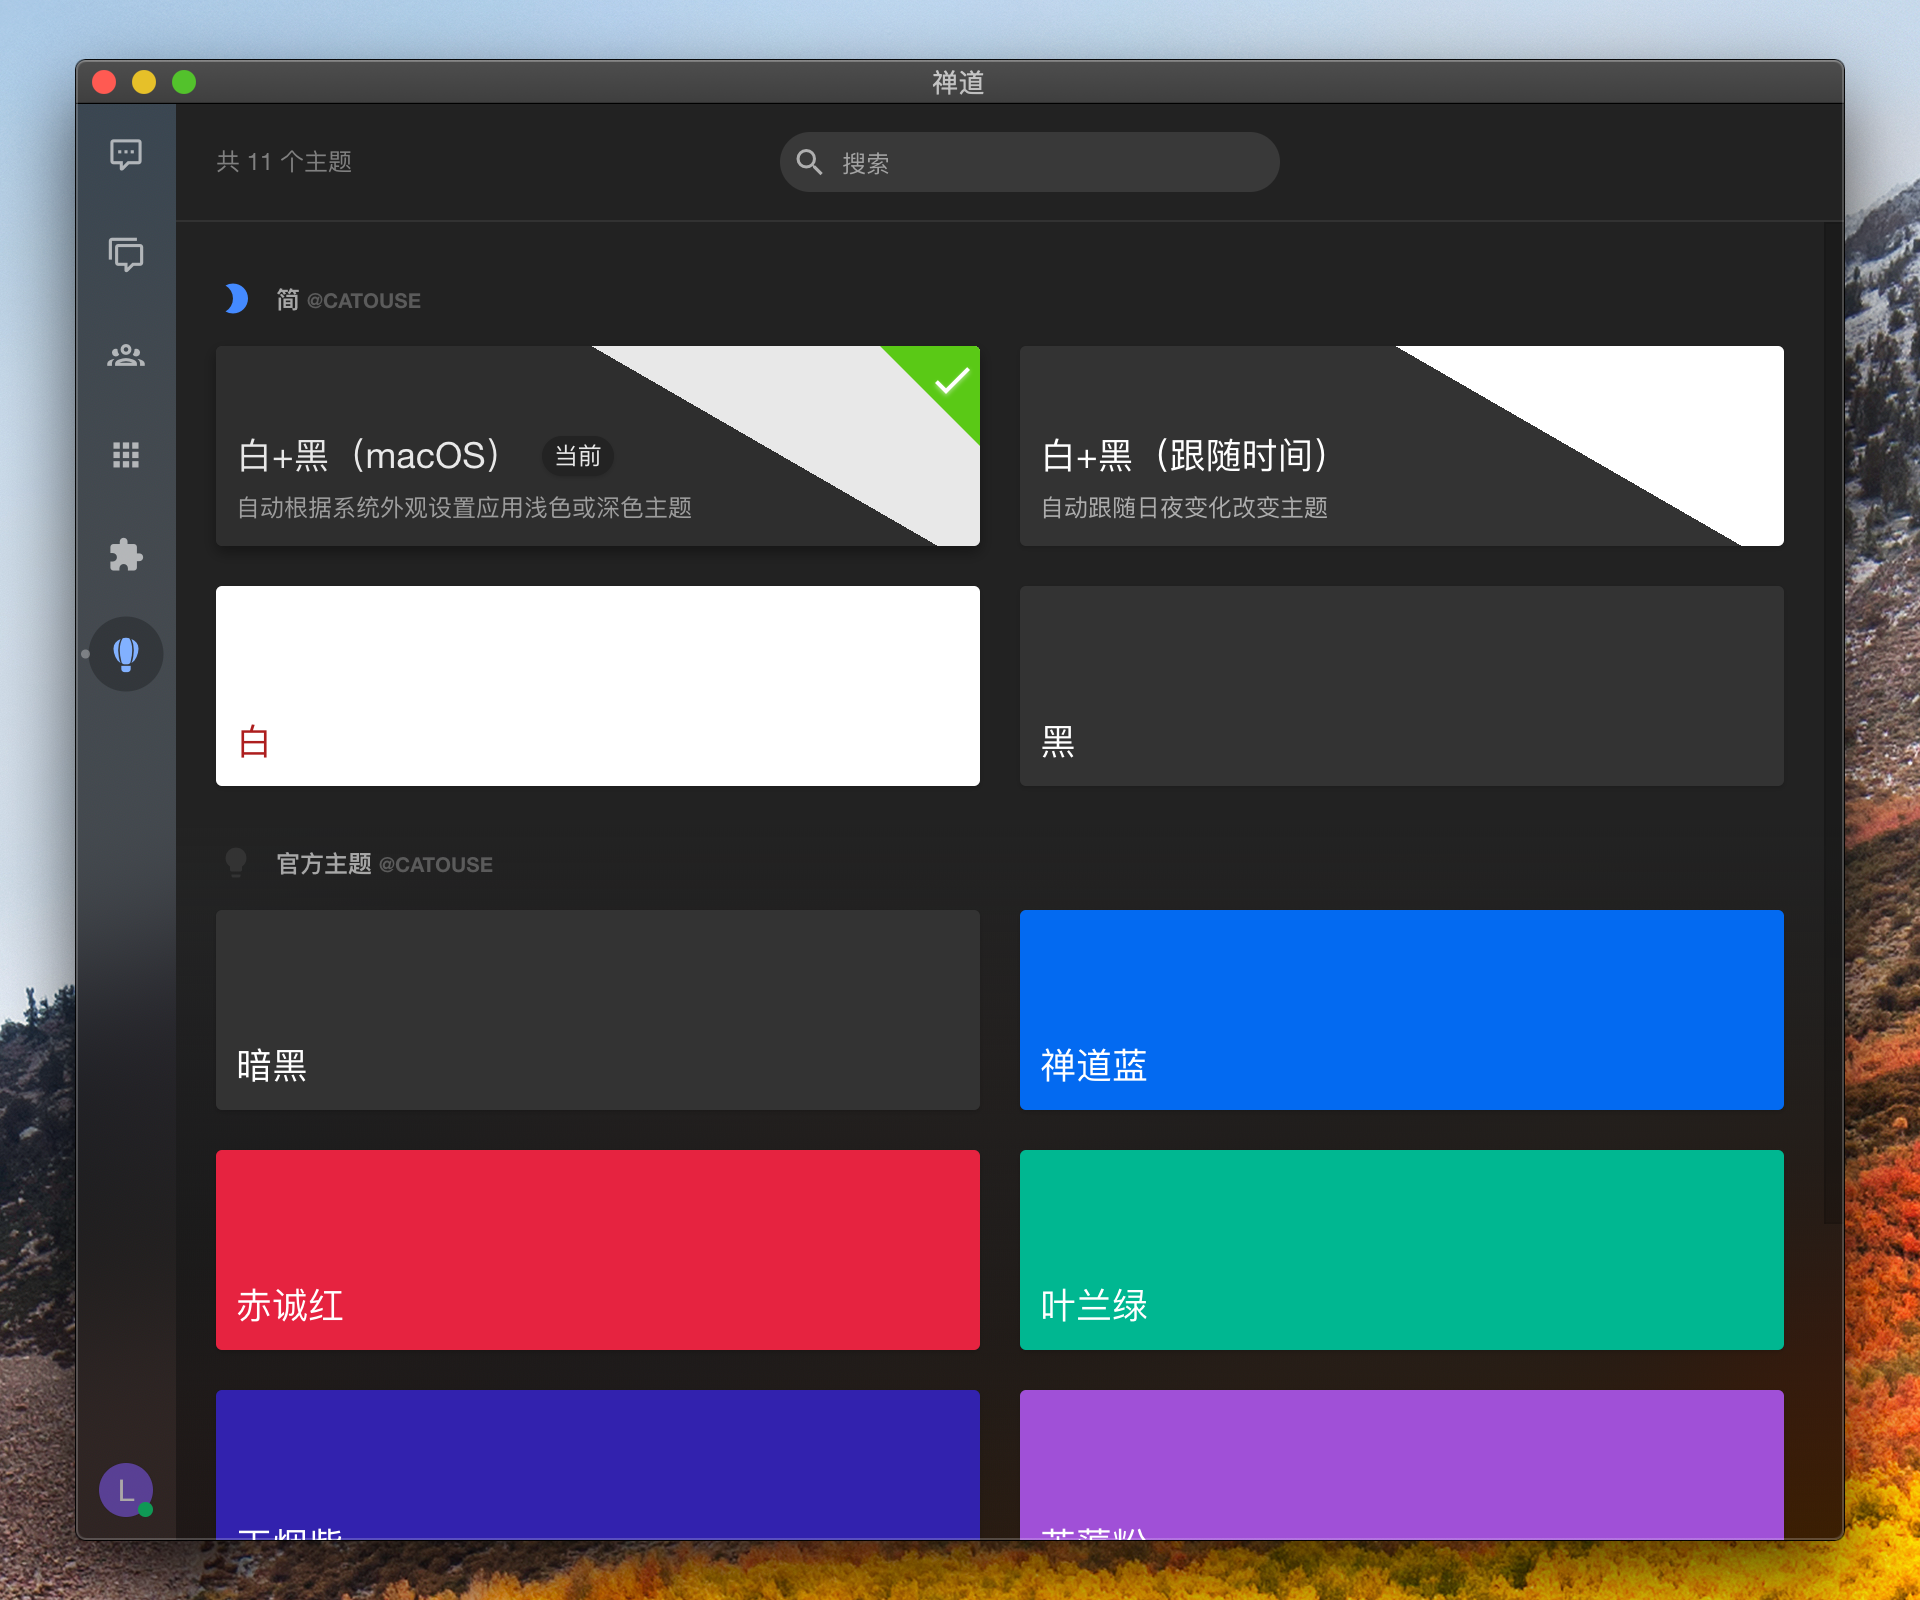 禅道
共 11 个主题
搜索
简 @CATOUSE
白+黑（macOS） 当前
自动根据系统外观设置应用浅色或深色主题
白+黑（跟随时间）
自动跟随日夜变化改变主题
白
黑
官方主题 @CATOUSE
暗黑
禅道蓝
赤诚红
叶兰绿
L